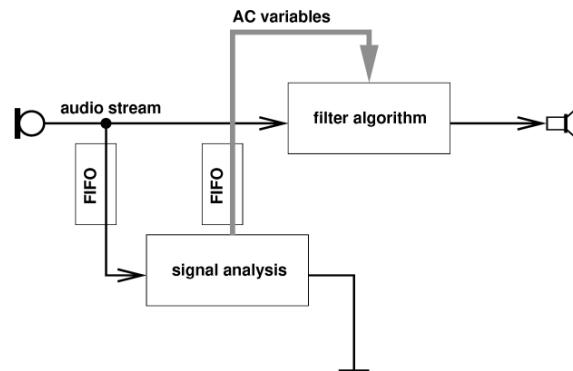 AC variables
audio stream
filter algorithm
FIFO
FIFO
signal analysis